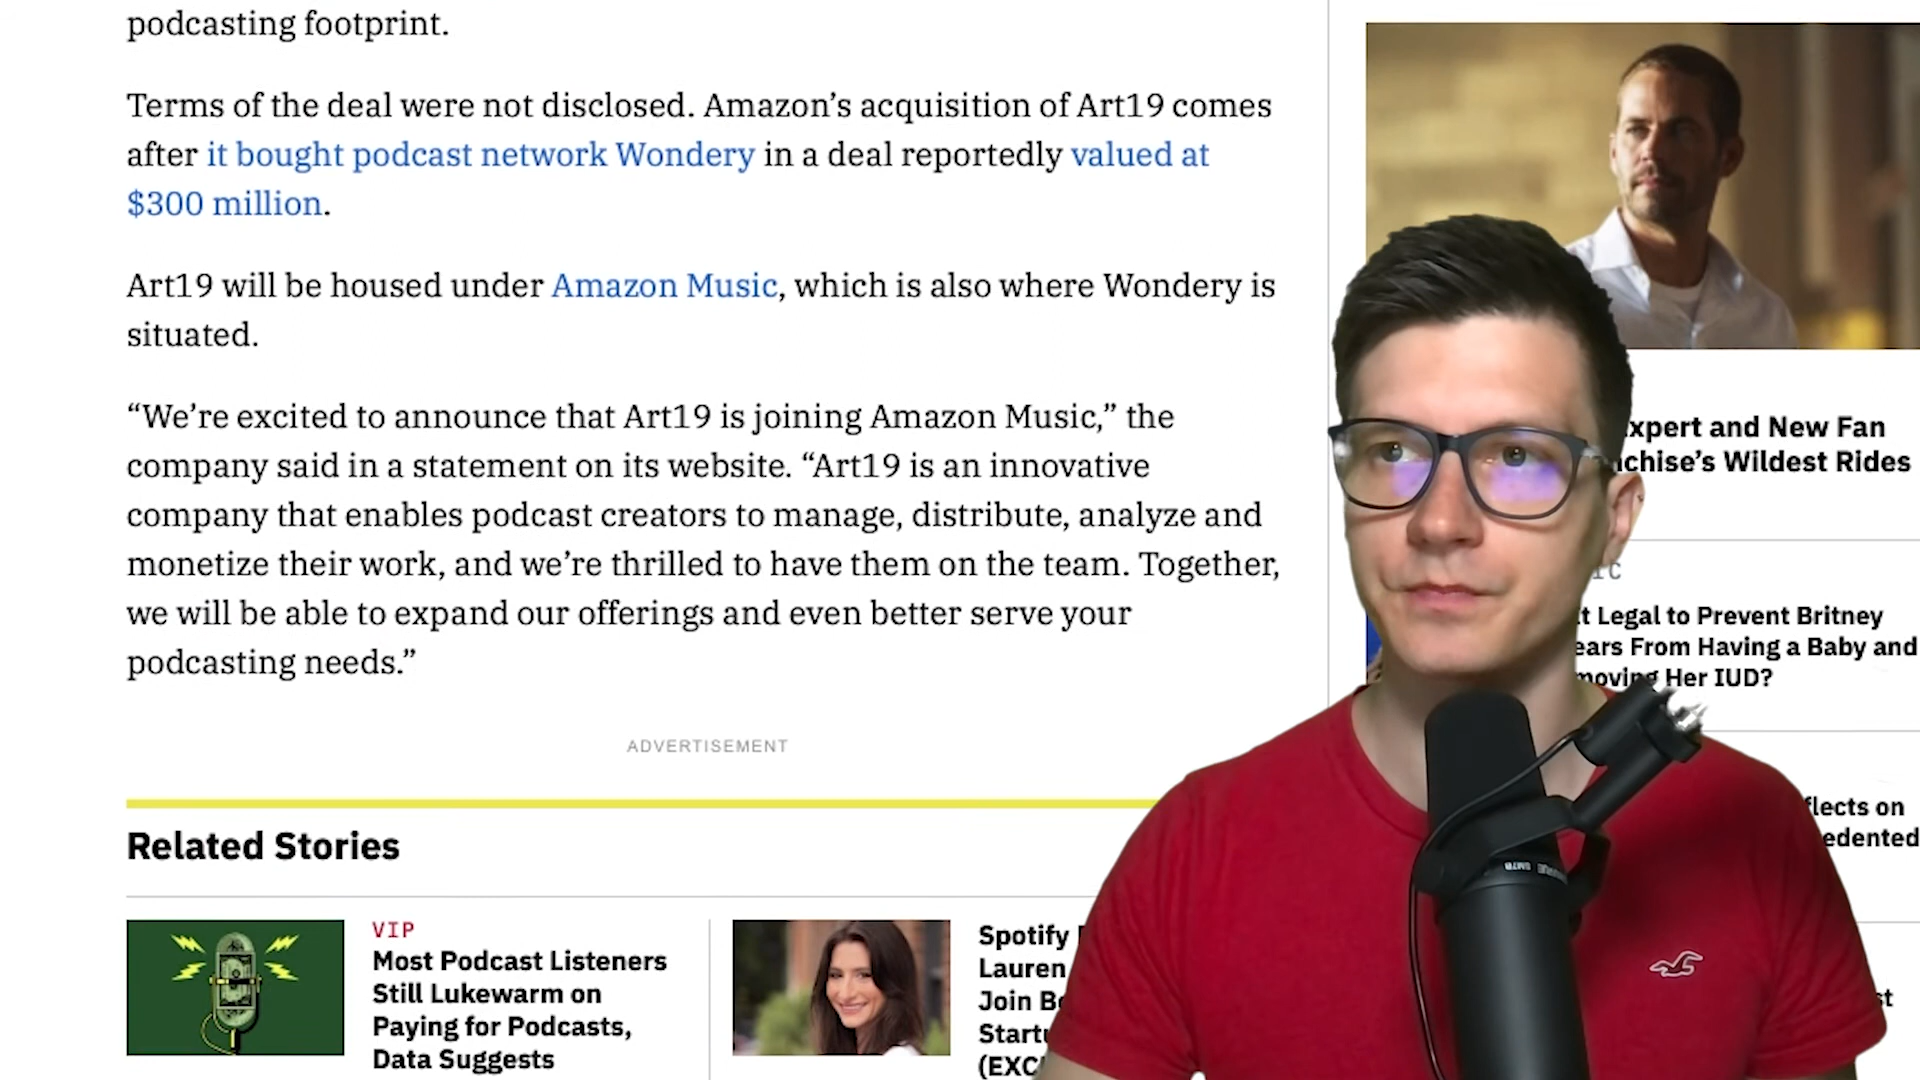 podcasting footprint.
Terms of the deal were not disclosed. Amazon’s acquisition of Art19 comes
after it bought podcast network Wondery in a deal reportedly valued at
$300 million.
Art19 will be housed under Amazon Music, which is also where Wondery is
situated.
“We’re excited to announce that Art19 is joining Amazon Music,” the
company said in a statement on its website. “Art19 is an innovative
company that enables podcast creators to manage, distribute, analyze and
monetize their work, and we’re thrilled to have them on the team. Together,
we will be able to expand our offerings and even better serve your
podcasting needs.”
ADVERTISEMENT
Related Stories
VIP
Most Podcast Listeners
Still Lukewarm on
Paying for Podcasts,
Data Suggests
Spotify
Lauren
Join
and New Fan
Wildest Rides
Legal to Prevent Britney
From Having a Baby and
Her IUD?
on
SM7B